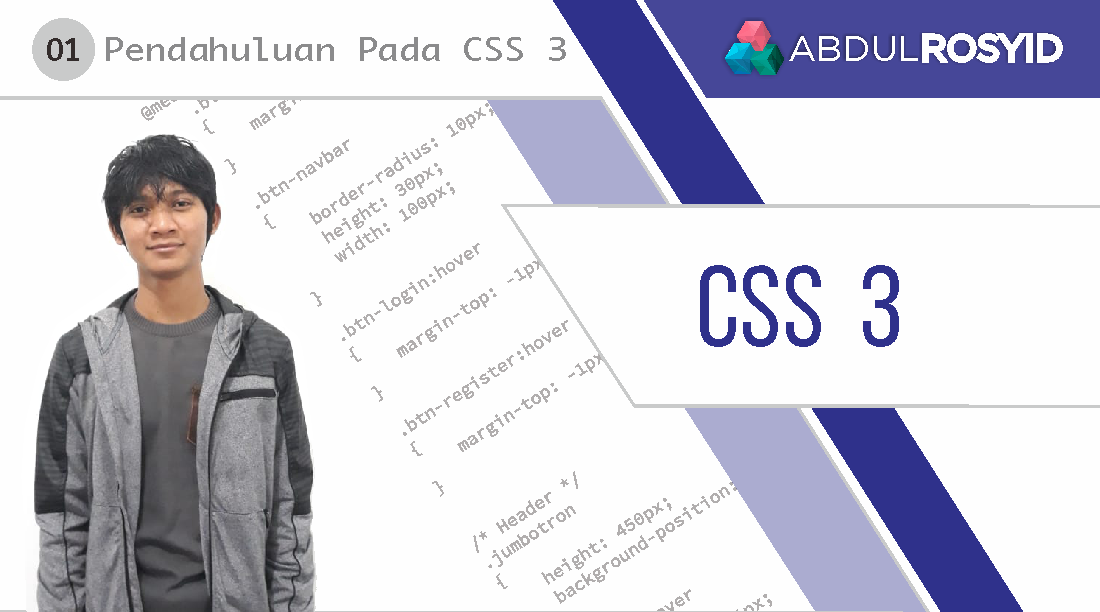 01 Pendahuluan Pada CSS 3
ABDULROSYID
{
margin
}
.btn-navbar
{
border-radius: 10px;
height: 30px;
width: 100px;
}
.btn-login:hover
{
margin-top: -1px
}
.btn-register:hover
{
margin-top: -1px
}
/* Header */
.jumbotron
{
height: 450px;
background-position:
CSS 3